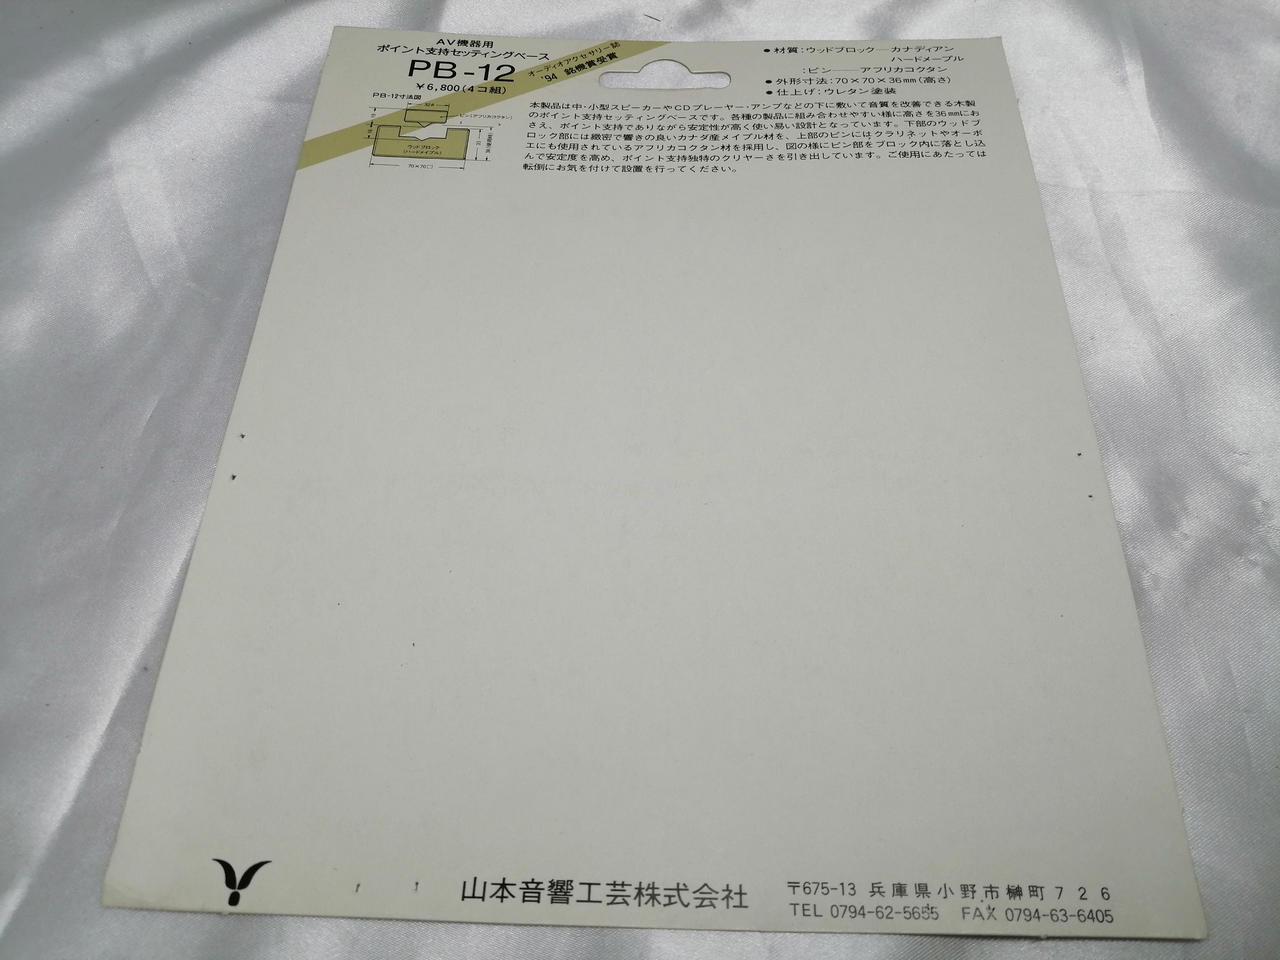 AV機器用
ポイント支持セッティングベース
PB-12
￥6,800(4コ組)
オーディオアクセサリー誌
'94 銘機賞受賞
PB-12寸法図
ピン(アフリカコクタン)
ウッドブロック
(ハードメイプル)
70×70□
●材質:ウッドブロック──カナディアン
ハードメープル
:ピン──アフリカコクタン
●外形寸法:70×70×36mm(高さ)
●仕上げ:ウレタン塗装
本製品は中・小型スピーカーやCDプレーヤー・アンプなどの下に敷いて音質を改善できる木製
のポイント支持セッティングベースです。各種の製品に組み合わせやすい様に高さを36mmにお
さえ、ポイント支持でありながら安定性が高く使い易い設計となっています。下部のウッドブ
ロック部には緻密で響きの良いカナダ産メイプル材を、上部のピンにはクラリネットやオーボ
エにも使用されているアフリカコクタン材を採用し、図の様にピン部をブロック内に落とし込
んで安定度を高め、ポイント支持独特のクリヤーさを引き出しています。ご使用にあたっては
転倒にお気を付けて設置を行ってください。
山本音響工芸株式会社
〒675-13 兵庫県小野市榊町726
TEL 0794-62-5655 FAX 0794-63-6405